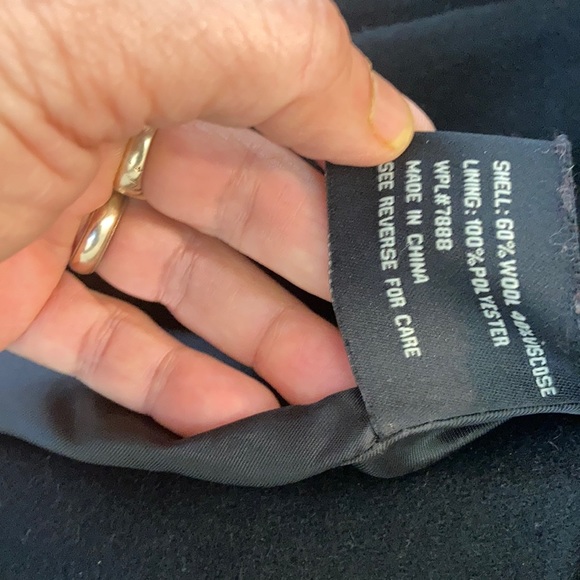 SHELL: 60% WOOL 40% VISCOSE
LINING: 100% POLYESTER
WPL#7888
MADE IN CHINA
SEE REVERSE FOR CARE